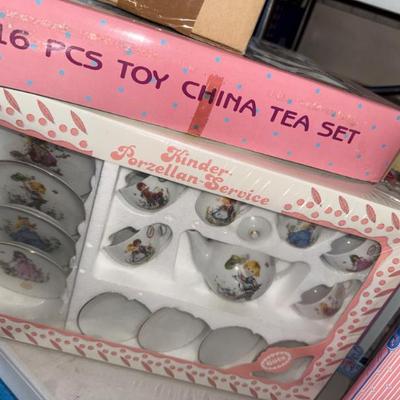 16 PCS TOY CHINA TEA SET
Kinder-
Porzellan-Service